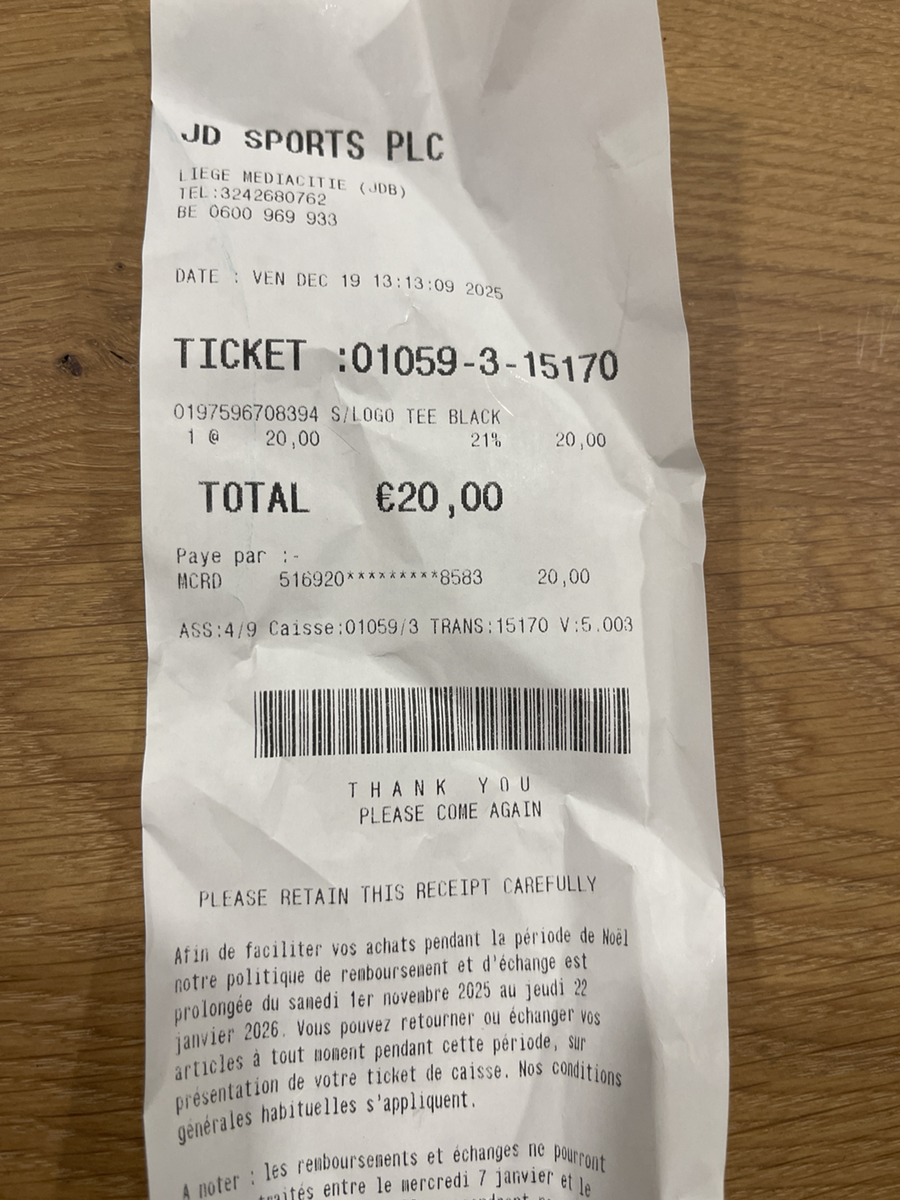 JD SPORTS PLC
LIEGE MEDIACITIE (JDB)
TEL:3242680762
BE 0600 969 933
DATE : VEN DEC 19 13:13:09 2025
TICKET :01059-3-15170
0197596708394 S/LOGO TEE BLACK
1 @ 20,00 21% 20,00
TOTAL €20,00
Paye par :-
MCRD 516920*********8583 20,00
ASS:4/9 Caisse:01059/3 TRANS:15170 V:5.003
THANK YOU
PLEASE COME AGAIN
PLEASE RETAIN THIS RECEIPT CAREFULLY
Afin de faciliter vos achats pendant la période de Noël
notre politique de remboursement et d'échange est
prolongée du samedi 1er novembre 2025 au jeudi 22
janvier 2026. Vous pouvez retourner ou échanger vos
articles à tout moment pendant cette période, sur
présentation de votre ticket de caisse. Nos conditions
générales habituelles s'appliquent.
A noter : les remboursements et échanges ne pourront
entre le mercredi 7 janvier et le